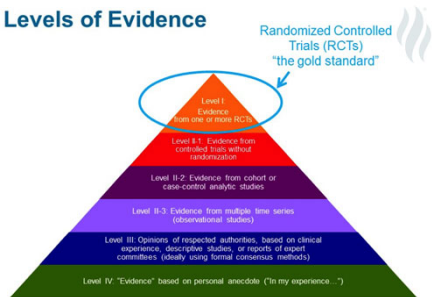 Levels of Evidence
Randomized Controlled
Trials (RCTs)
“the gold standard”
Level I:
Evidence
from one or more RCTs
Level II-1: Evidence from
controlled trials without
randomization
Level II-2: Evidence from cohort or
case-control analytic studies
Level II-3: Evidence from multiple time series
(observational studies)
Level III: Opinions of respected authorities, based on clinical
experience, descriptive studies, or reports of expert
committees (ideally using formal consensus methods)
Level IV: "Evidence" based on personal anecdote ("In my experience…")